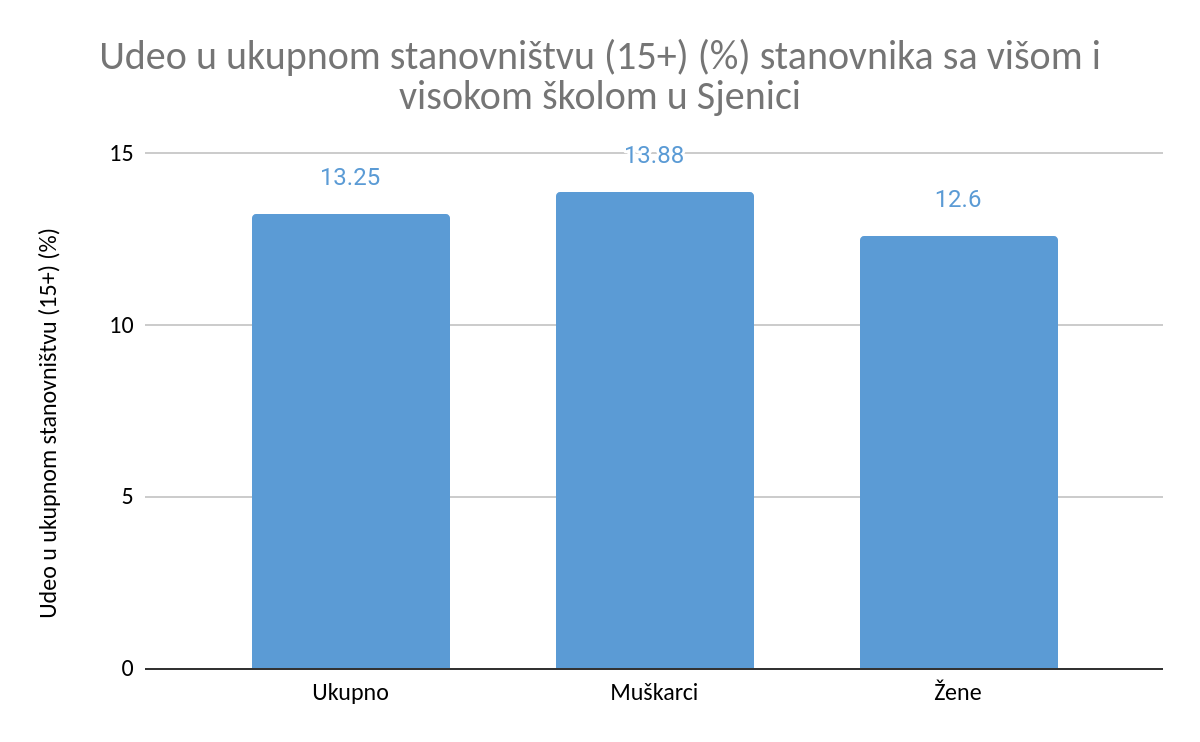 Udeo u ukupnom stanovništvu (15+) (%) stanovnika sa višom i
visokom školom u Sjenici
Udeo u ukupnom stanovništvu (15+) (%)
15
10
5
0
13.25
13.88
12.6
Ukupno
Muškarci
Žene